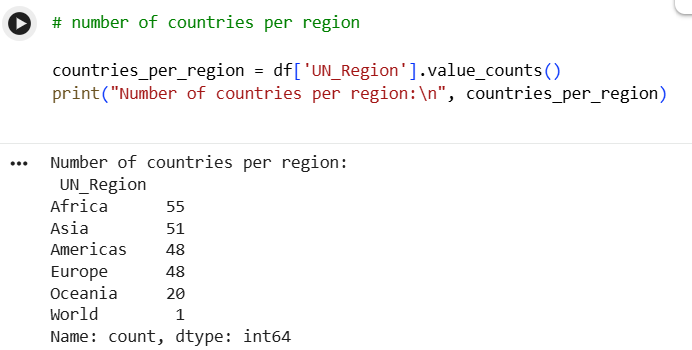 # number of countries per region
countries_per_region = df['UN_Region'].value_counts()
print("Number of countries per region:\n", countries_per_region)
Number of countries per region:
 UN_Region
Africa      55
Asia        51
Americas    48
Europe      48
Oceania     20
World        1
Name: count, dtype: int64